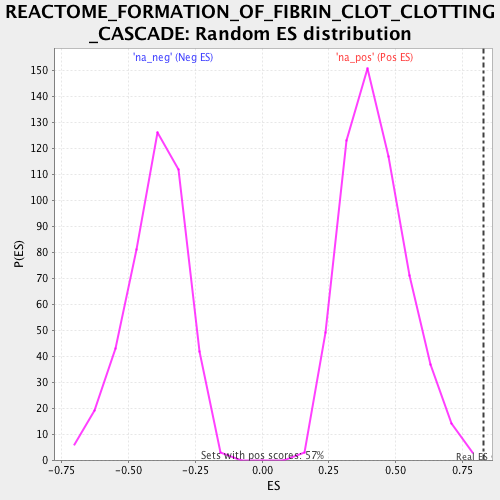 REACTOME_FORMATION_OF_FIBRIN_CLOT_CLOTTING
_CASCADE: Random ES distribution
'na_neg' (Neg ES) 'na_pos' (Pos ES)
150
140
130
120
110
100
90
80
70
60
50
40
30
20
10
0
P(ES)
Sets with pos scores: 57%
Real ES
-0.75 -0.50 -0.25 0.00 0.25 0.50 0.75
ES